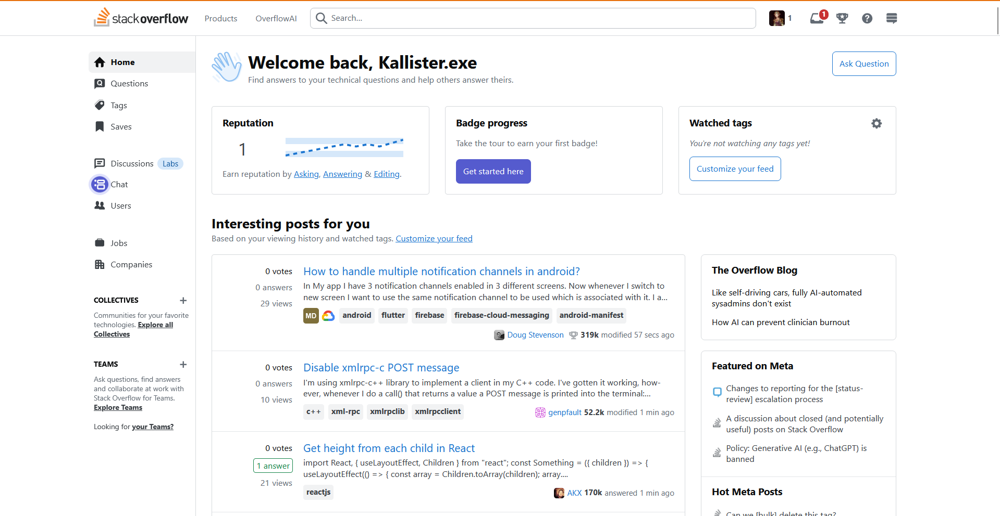 stack overflow
Products
OverflowAI
Search...
1
1
Home
Questions
Tags
Saves
Discussions Labs
Chat
Users
Jobs
Companies
COLLECTIVES
Communities for your favorite
technologies. Explore all
Collectives
TEAMS
Ask questions, find answers
and collaborate at work with
Stack Overflow for Teams.
Explore Teams
Looking for your Teams?
Welcome back, Kallister.exe
Find answers to your technical questions and help others answer theirs.
Ask Question
Reputation
1
Earn reputation by Asking, Answering & Editing.
Badge progress
Take the tour to earn your first badge!
Get started here
Watched tags
You're not watching any tags yet!
Customize your feed
Interesting posts for you
Based on your viewing history and watched tags. Customize your feed
0 votes
0 answers
29 views
How to handle multiple notification channels in android?
In My app I have 3 notification channels enabled in 3 different screens. Now whenever I switch to
new screen I want to use the same notification channel to be used which is associated with it. I a...
MD android flutter firebase firebase-cloud-messaging android-manifest
Doug Stevenson 319k modified 57 secs ago
0 votes
0 answers
10 views
Disable xmlrpc-c POST message
I'm using xmlrpc-c++ library to implement a client in my C++ code. I've gotten it working, how-
ever, whenever I do a call() that returns a value a POST message is printed into the terminal:...
c++ xml-rpc xmlrpclib xmlrpcclient
genpfault 52.2k modified 1 min ago
0 votes
1 answer
21 views
Get height from each child in React
import React, { useLayoutEffect, Children } from "react"; const Something = ({ children }) => {
useLayoutEffect(() => { const array = Children.toArray(children); array....
reactjs
AKX 170k answered 1 min ago
The Overflow Blog
Like self-driving cars, fully AI-automated
sysadmins don't exist
How AI can prevent clinician burnout
Featured on Meta
Changes to reporting for the [status-
review] escalation process
A discussion about closed (and potentially
useful) posts on Stack Overflow
Policy: Generative AI (e.g., ChatGPT) is
banned
Hot Meta Posts
Can we [bulk] delete this tag?